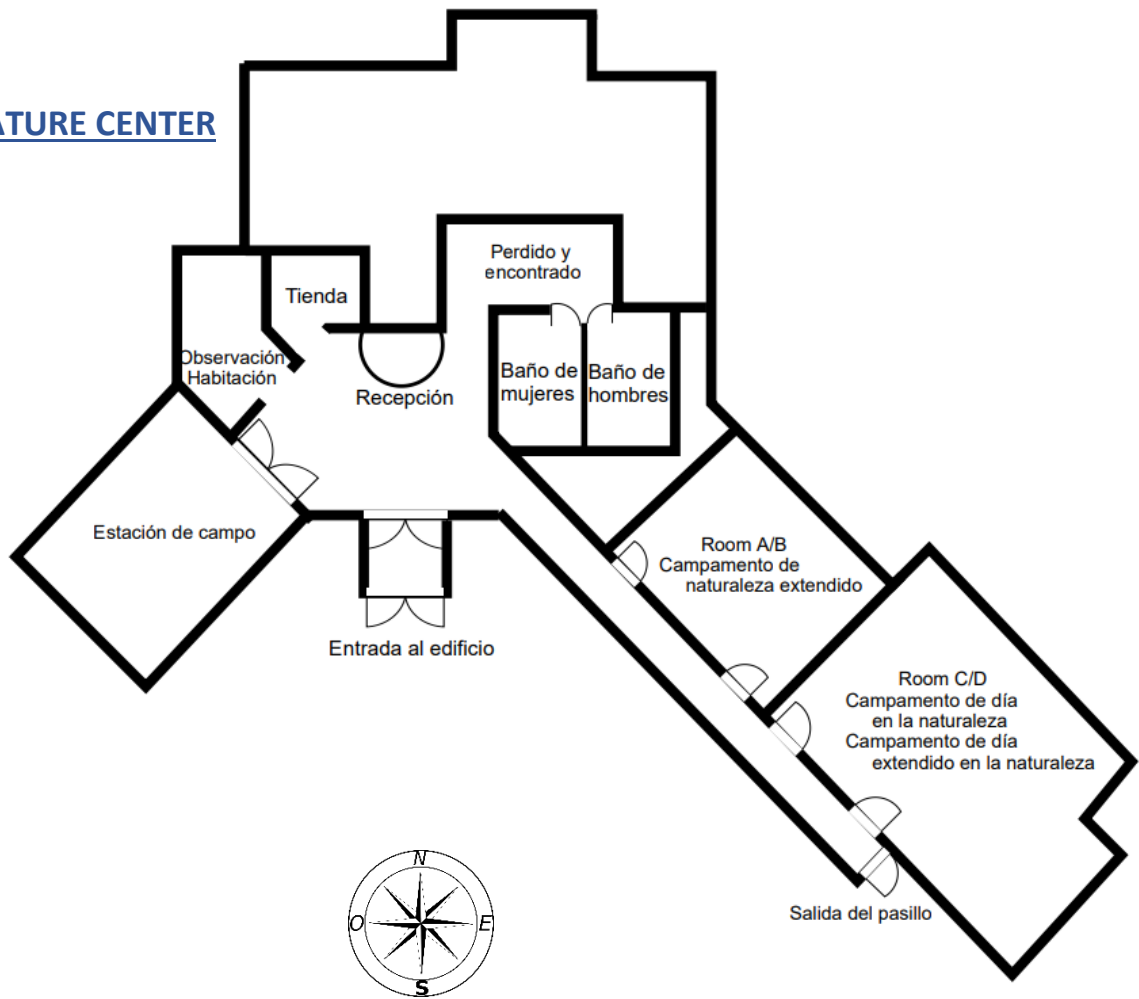 ATURE CENTER
Perdido y
encontrado
Tienda
Observación
Habitación
Recepción
Baño de
mujeres
Baño de
hombres
Estación de campo
Room A/B
Campamento de
naturaleza extendido
Entrada al edificio
Room C/D
Campamento de día
en la naturaleza
Campamento de día
extendido en la naturaleza
Salida del pasillo
N
O
E
S